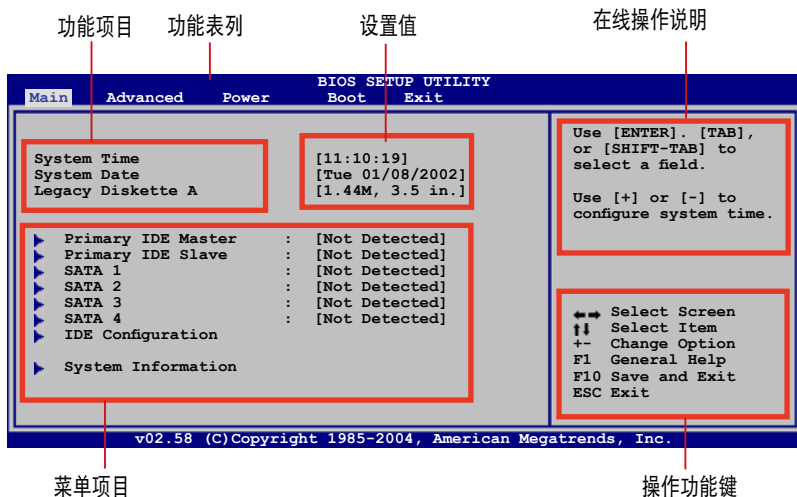 功能项目 功能表列 设置值 在线操作说明
BIOS SETUP UTILITY
Main Advanced Power Boot Exit
System Time [11:10:19]
System Date [Tue 01/08/2002]
Legacy Diskette A [1.44M, 3.5 in.]
Primary IDE Master : [Not Detected]
Primary IDE Slave : [Not Detected]
SATA 1 : [Not Detected]
SATA 2 : [Not Detected]
SATA 3 : [Not Detected]
SATA 4 : [Not Detected]
IDE Configuration
System Information
Use [ENTER]. [TAB],
or [SHIFT-TAB] to
select a field.
Use [+] or [-] to
configure system time.
Select Screen
Select Item
+- Change Option
F1 General Help
F10 Save and Exit
ESC Exit
v02.58 (C)Copyright 1985-2004, American Megatrends, Inc.
菜单项目 操作功能键